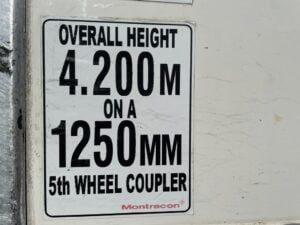 OVERALL HEIGHT
4.200M
ON A
1250MM
5th WHEEL COUPLER
Montracon